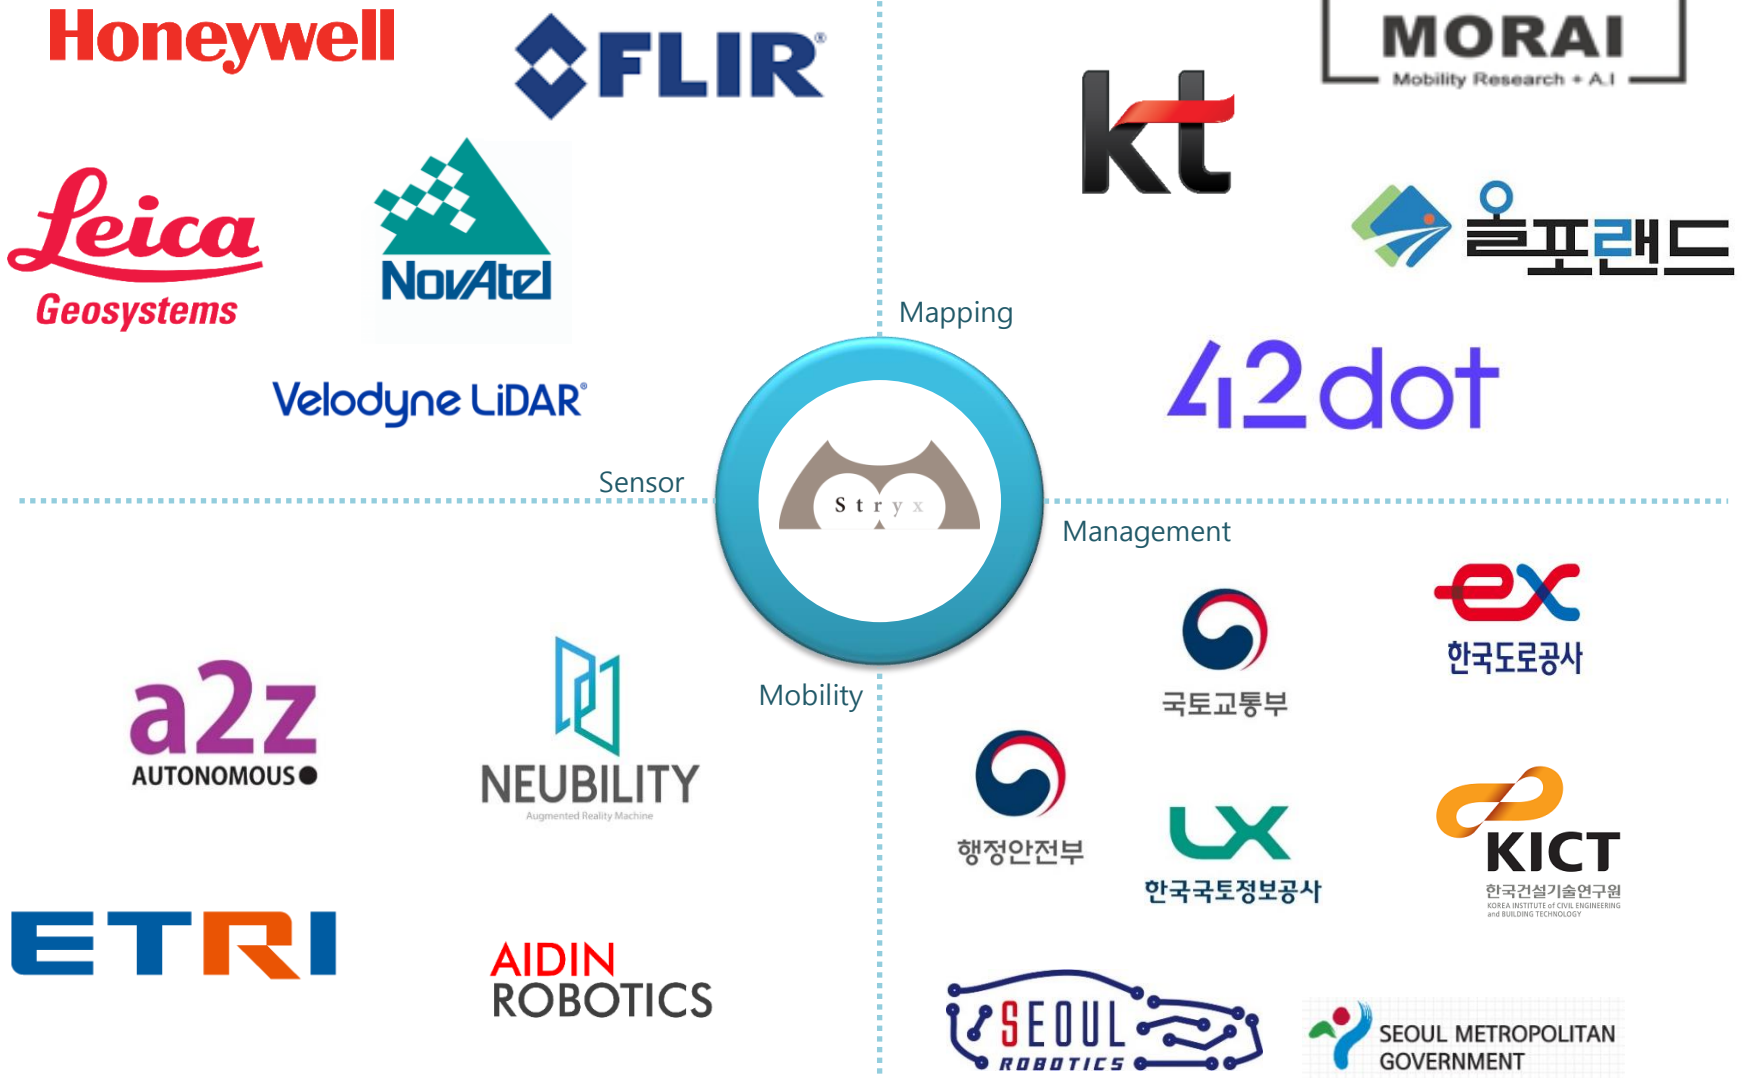 Honeywell
FLIR®
Leica
Geosystems
NovAtel
Velodyne LiDAR®
Sensor
MORAI
Mobility Research + A.I
kt
올포랜드
Mapping
42dot
Stryx
Mobility
a2z
AUTONOMOUS
NEUBILITY
Augmented Reality Machine
ETRI
AIDIN
ROBOTICS
Management
ex
한국도로공사
국토교통부
행정안전부
LX
한국국토정보공사
KICT
한국건설기술연구원
KOREA INSTITUTE of CIVIL ENGINEERING
and BUILDING TECHNOLOGY
SEOUL
ROBOTICS
SEOUL METROPOLITAN
GOVERNMENT